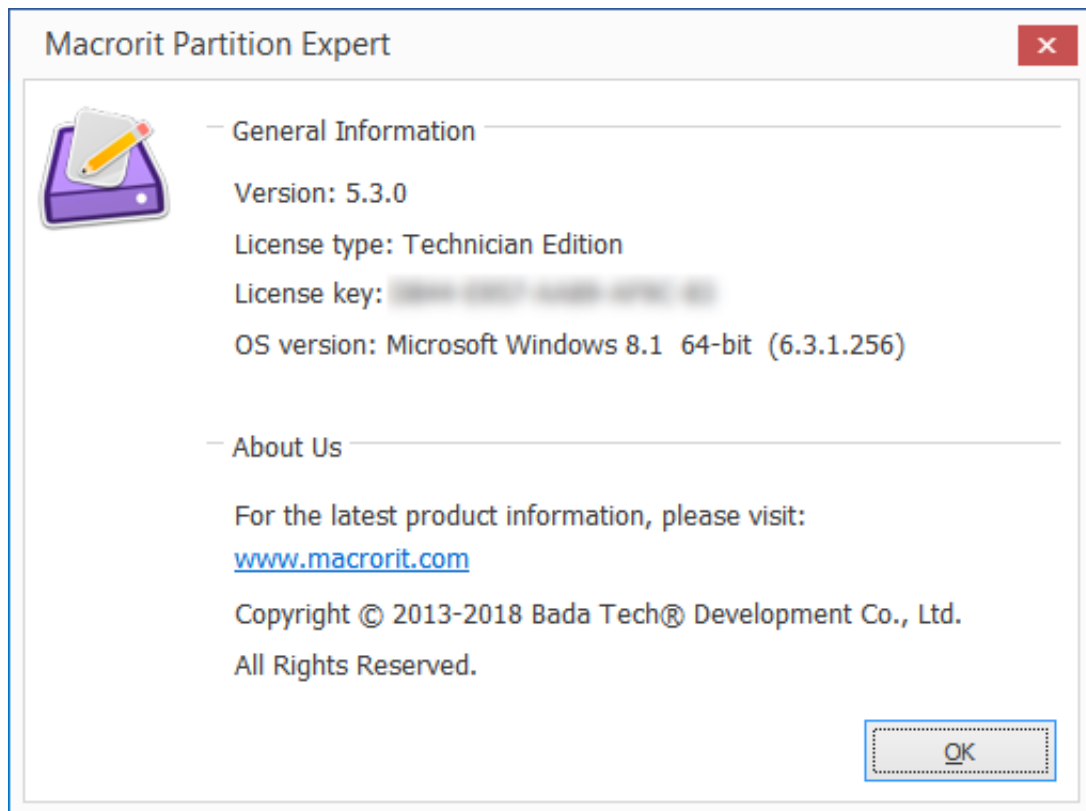 Macrorit Partition Expert
General Information
Version: 5.3.0
License type: Technician Edition
License key:
OS version: Microsoft Windows 8.1 64-bit (6.3.1.256)
About Us
For the latest product information, please visit:
www.macrorit.com
Copyright © 2013-2018 Bada Tech® Development Co., Ltd.
All Rights Reserved.
OK